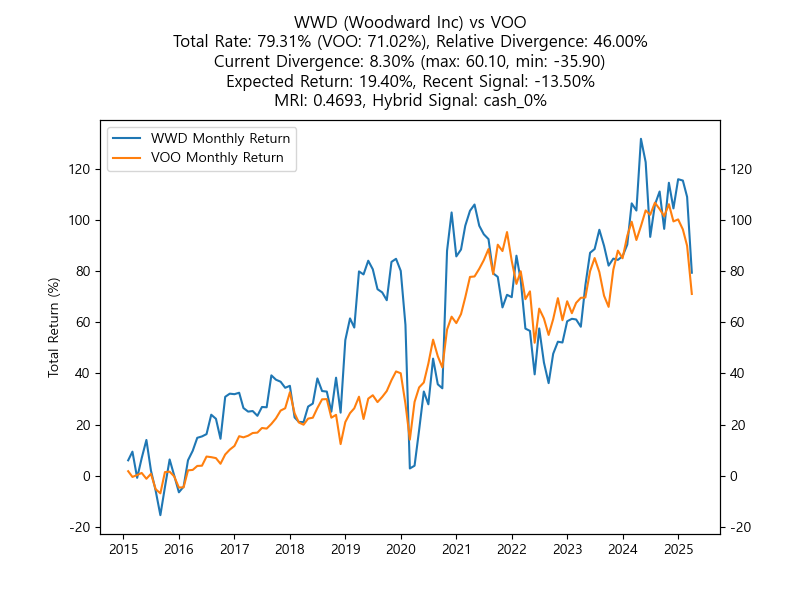 WWD (Woodward Inc) vs VOO
Total Rate: 79.31% (VOO: 71.02%), Relative Divergence: 46.00%
Current Divergence: 8.30% (max: 60.10, min: -35.90)
Expected Return: 19.40%, Recent Signal: -13.50%
MRI: 0.4693, Hybrid Signal: cash_0%
WWD Monthly Return
VOO Monthly Return
Total Return (%)
120
100
80
60
40
20
0
-20
120
100
80
60
40
20
0
-20
2015 2016 2017 2018 2019 2020 2021 2022 2023 2024 2025